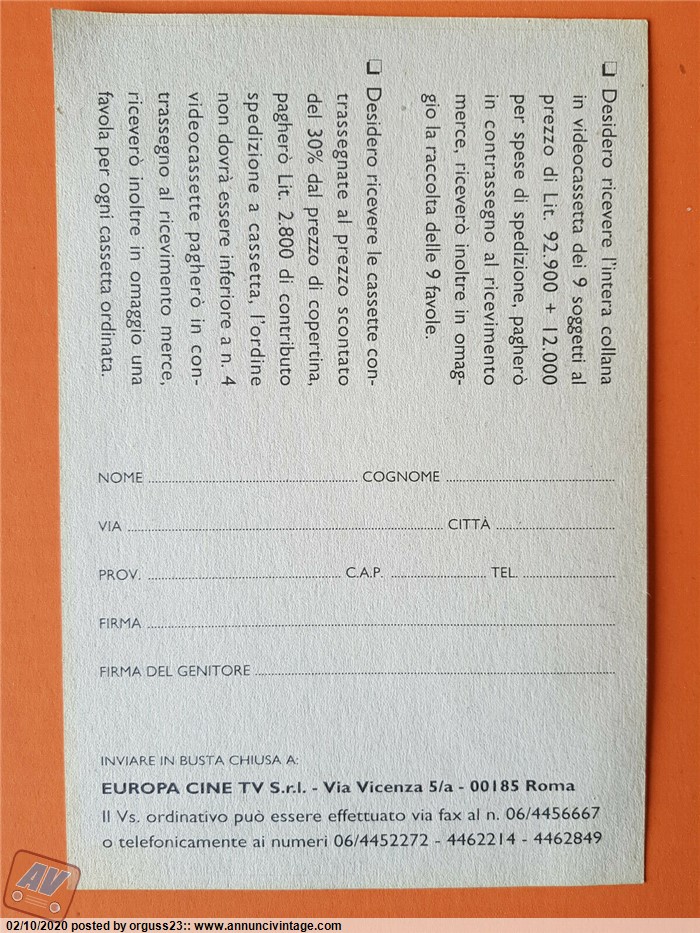 ❑ Desidero ricevere l'intera collana
in videocassetta dei 9 soggetti al
prezzo di Lit. 92.900 + 12.000
per spese di spedizione, pagherò
in contrassegno al ricevimento
merce, riceverò inoltre in omag-
gio la raccolta delle 9 favole.
❑ Desidero ricevere le cassette con-
trassegnate al prezzo scontato
del 30% dal prezzo di copertina,
pagherò Lit. 2.800 di contributo
spedizione a cassetta, l'ordine
non dovrà essere inferiore a n. 4
videocassette pagherò in con-
trassegno al ricevimento merce,
riceverò inoltre in omaggio una
favola per ogni cassetta ordinata.
NOME ........................ COGNOME ........................
VIA ........................ CITTÀ ........................
PROV. ........................ C.A.P. ........................ TEL. ........................
FIRMA ........................
FIRMA DEL GENITORE ........................
INVIARE IN BUSTA CHIUSA A:
EUROPA CINE TV S.r.l. - Via Vicenza 5/a - 00185 Roma
Il Vs. ordinativo può essere effettuato via fax al n. 06/4456667
o telefonicamente ai numeri 06/4452272 - 4462214 - 4462849
AV
02/10/2020 posted by orguss23:: www.annuncivintage.com